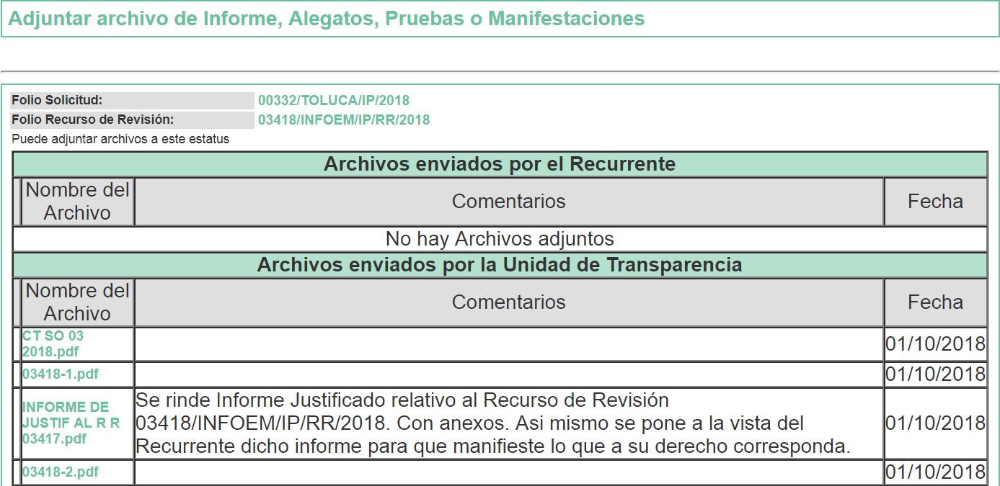 Adjuntar archivo de Informe, Alegatos, Pruebas o Manifestaciones
Folio Solicitud: 00332/TOLUCA/IP/2018
Folio Recurso de Revisión: 03418/INFOEM/IP/RR/2018
Puede adjuntar archivos a este estatus
Archivos enviados por el Recurrente
Nombre del
Archivo
Comentarios
Fecha
No hay Archivos adjuntos
Archivos enviados por la Unidad de Transparencia
Nombre del
Archivo
Comentarios
Fecha
CT SO 03
2018.pdf
01/10/2018
03418-1.pdf
01/10/2018
INFORME DE
JUSTIF AL R R
03417.pdf
Se rinde Informe Justificado relativo al Recurso de Revisión
03418/INFOEM/IP/RR/2018. Con anexos. Asi mismo se pone a la vista del
Recurrente dicho informe para que manifieste lo que a su derecho corresponda.
01/10/2018
03418-2.pdf
01/10/2018